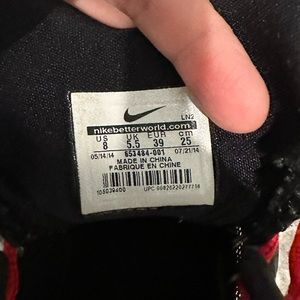 LN2
nikebetterworld.com
US UK EUR cm
8 5.5 39 25
05/14/14 653484-001 07/21/14
MADE IN CHINA
FABRIQUE EN CHINE
UPC